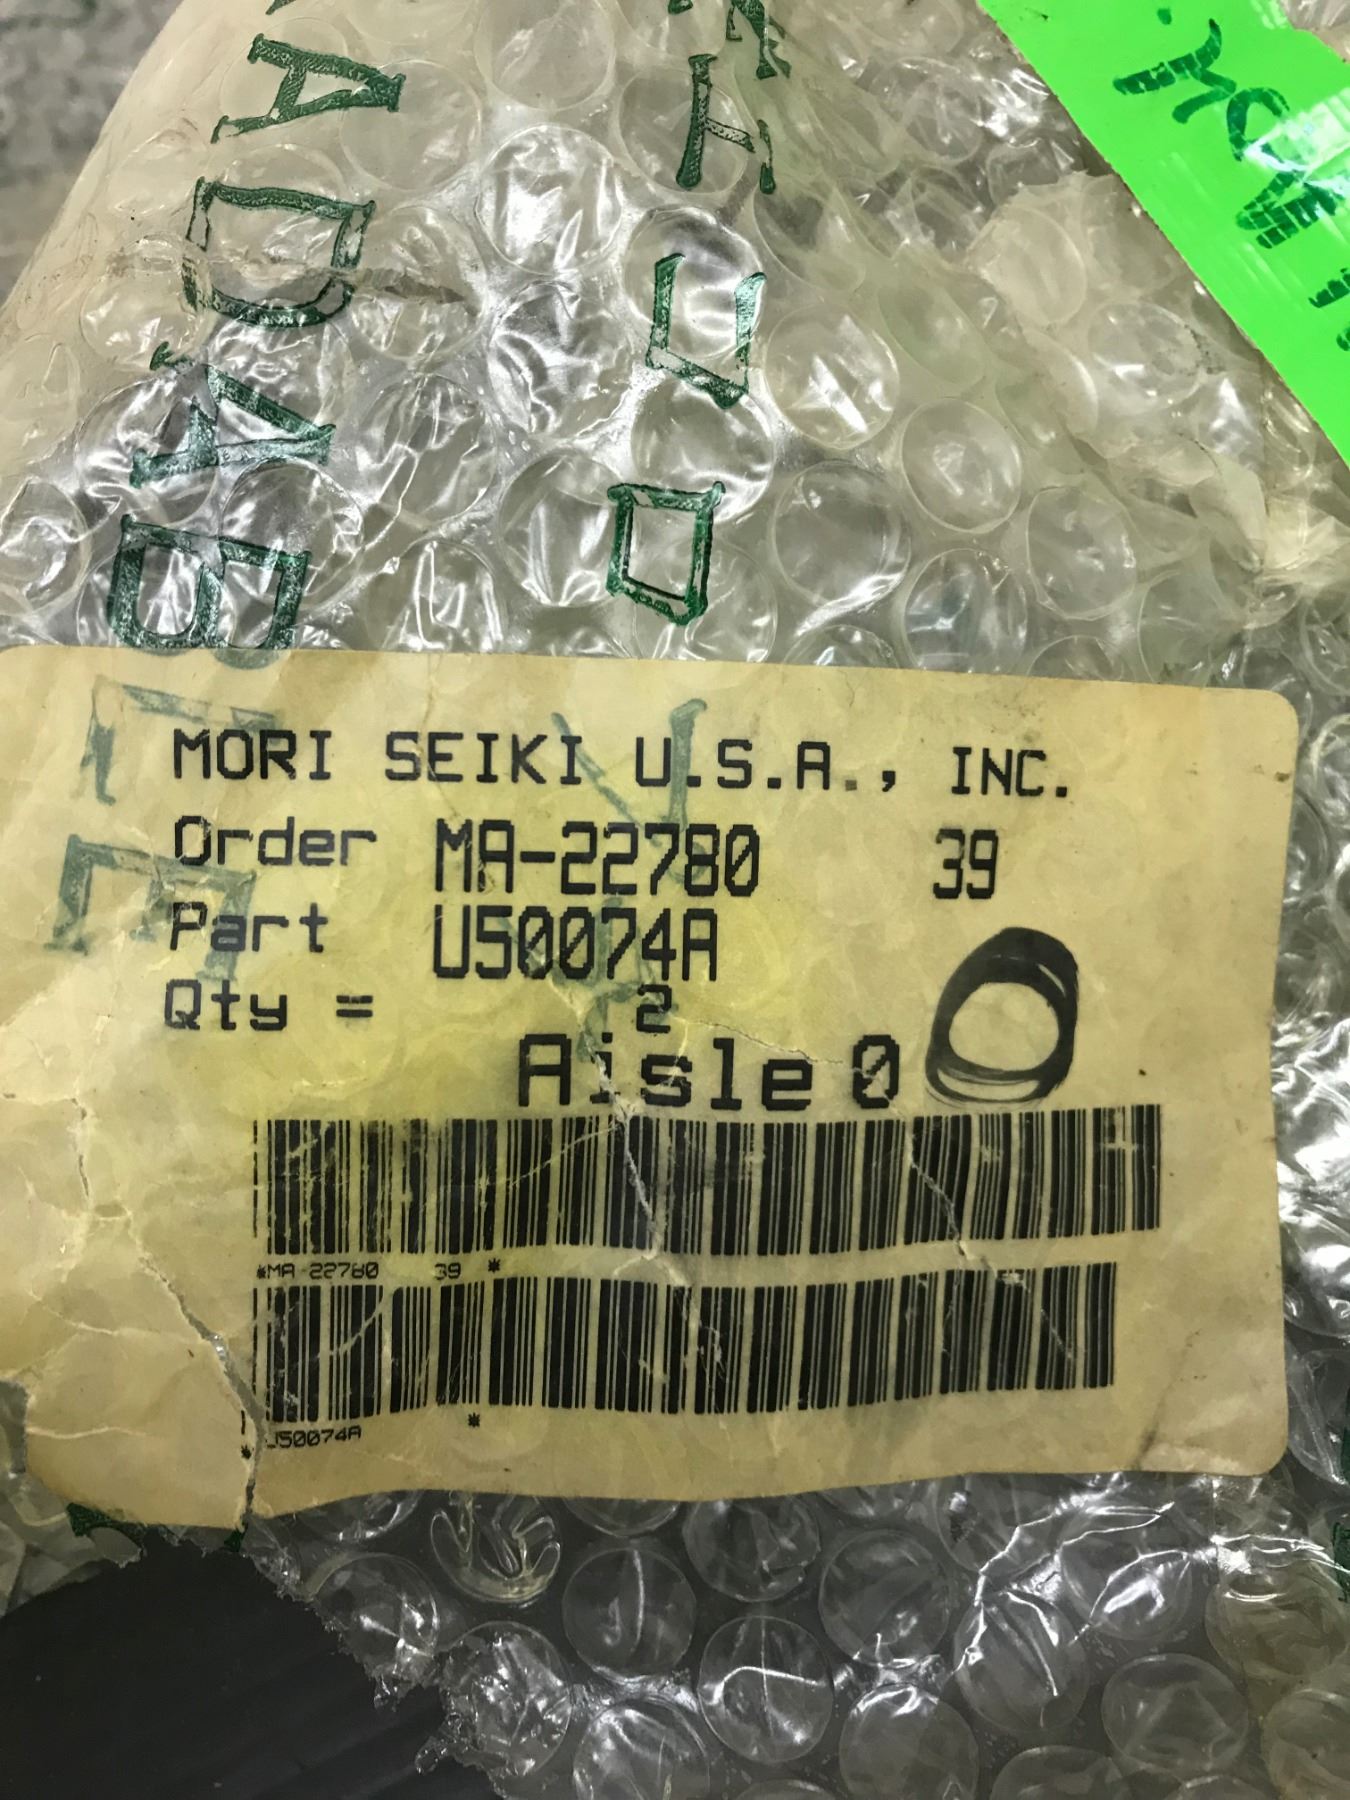 MORI SEIKI U.S.A., INC.
Order MA-22780 39
Part U50074A
Qty = 2
Aisle 0
*MA-22780 39 *
U50074A *